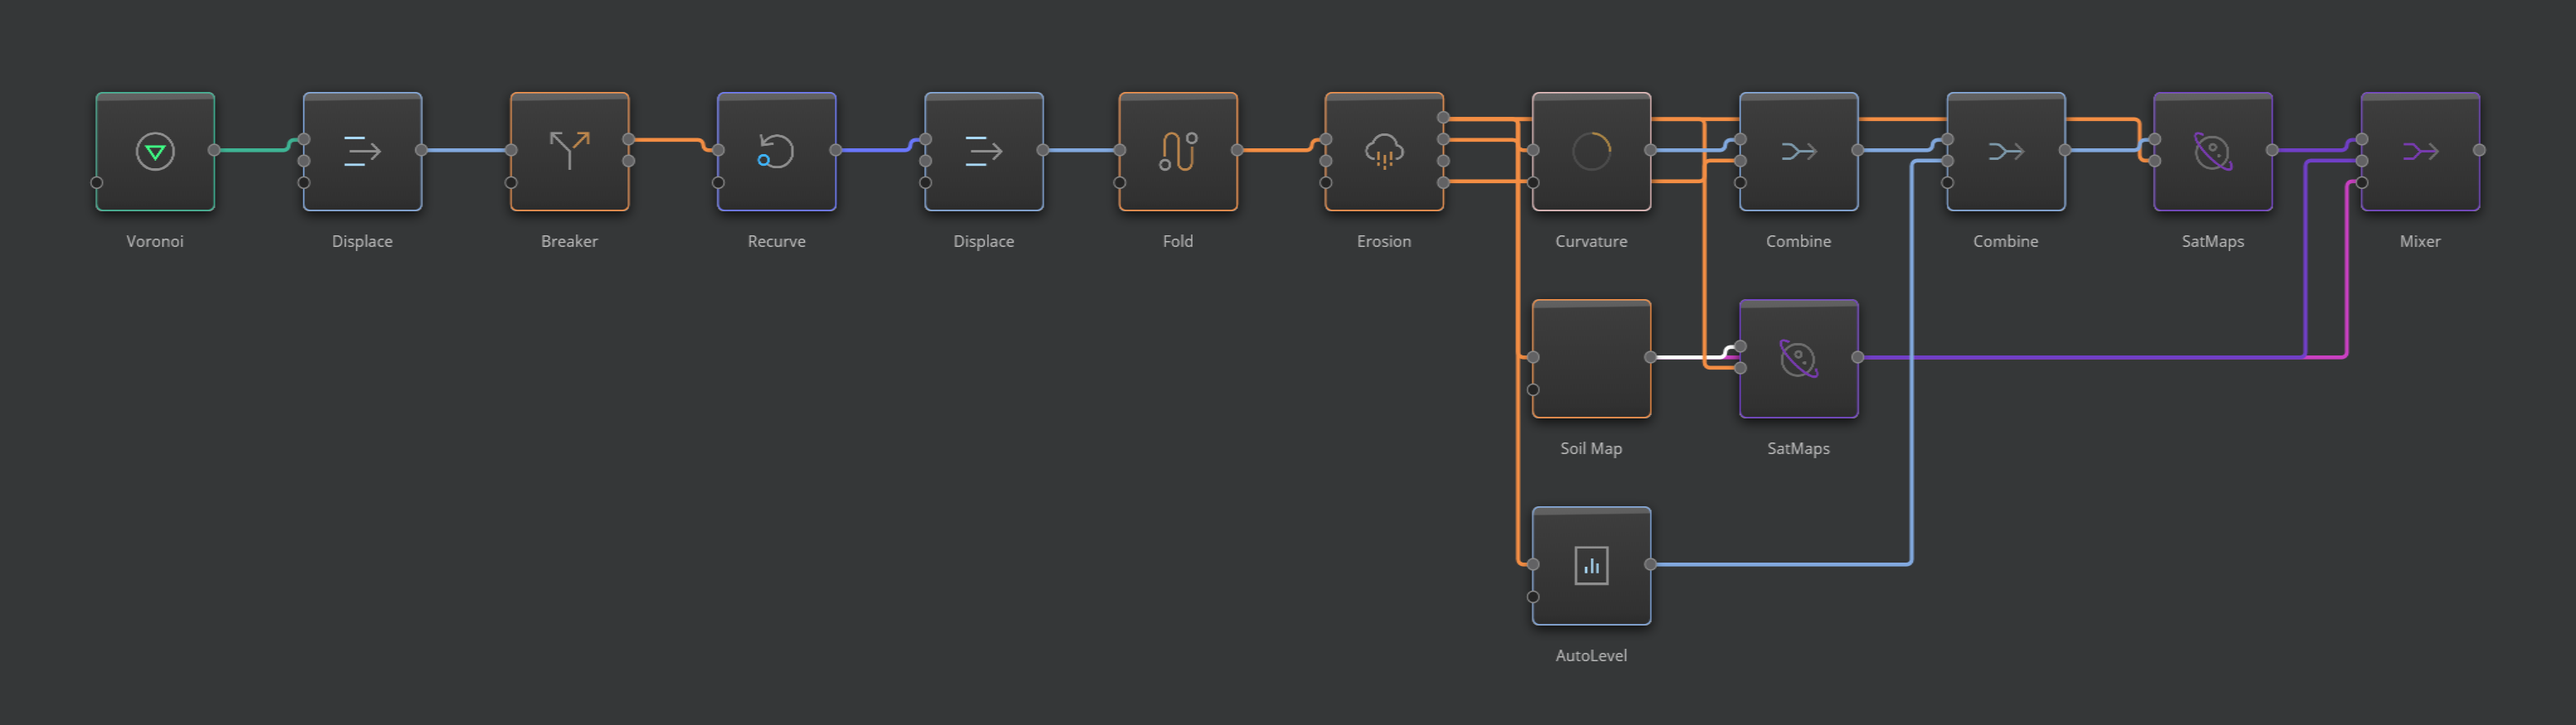 Voronoi
Displace
Breaker
Recurve
Displace
Fold
Erosion
Curvature
Combine
Combine
SatMaps
Mixer
Soil Map
SatMaps
AutoLevel